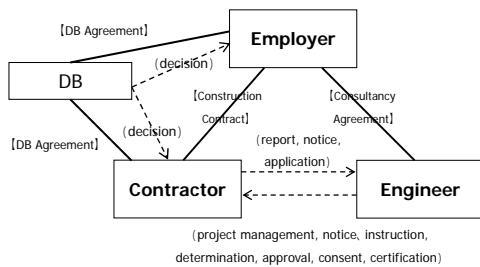 【DB Agreement】
Employer
(decision)
DB
【Construction
Contract】
【Consultancy
Agreement】
(decision)
【DB Agreement】
(report, notice,
application)
Contractor
Engineer
(project management, notice、instruction,
determination, approval, consent, certification)